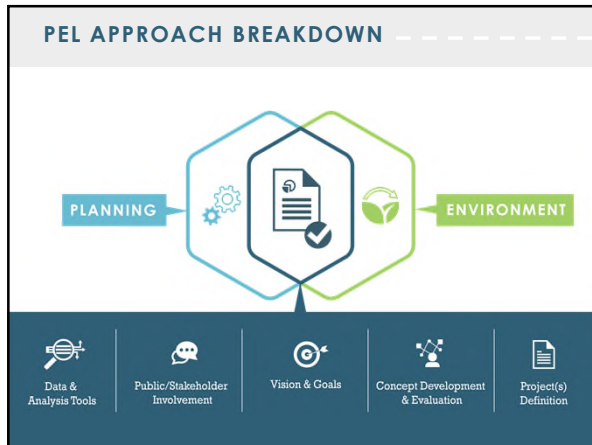 PEL APPROACH BREAKDOWN
PLANNING
ENVIRONMENT
Data &
Analysis Tools
Public/Stakeholder
Involvement
Vision & Goals
Concept Development
& Evaluation
Project(s)
Definition